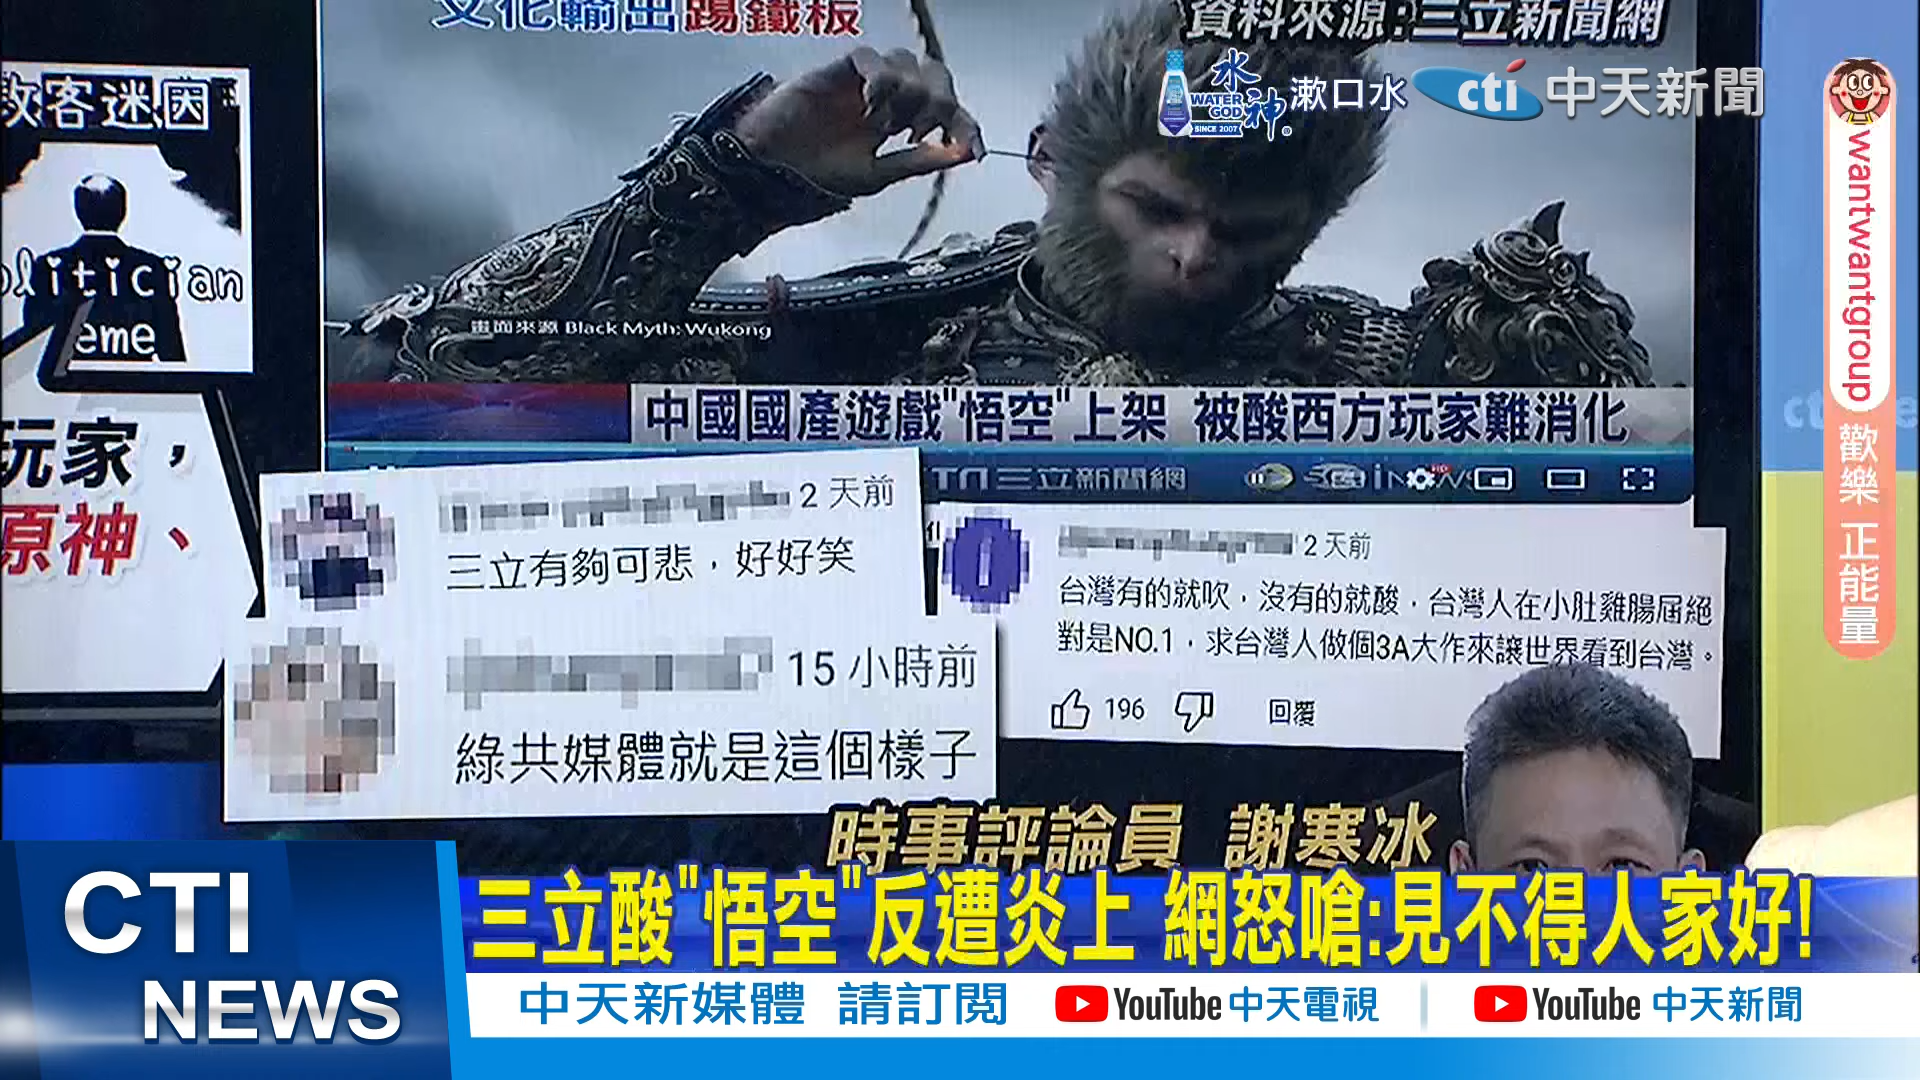 文化輸出踢鐵板
資料來源:三立新聞網
水神
WATER GOD
SINCE 2007
漱口水
cti 中天新聞
wantwantgroup
歡樂 正能量
政客迷因
politician
meme
畫面來源 Black Myth: Wukong
中國國產遊戲"悟空"上架 被酸西方玩家難消化
三立新聞網
玩家，
原神、
2 天前
三立有夠可悲，好好笑
2 天前
台灣有的就吹，沒有的就酸，台灣人在小肚雞腸屆絕
對是NO.1，求台灣人做個3A大作來讓世界看到台灣。
196
回覆
15 小時前
綠共媒體就是這個樣子
時事評論員 謝寒冰
CTI NEWS
三立酸"悟空"反遭炎上 網怒嗆:見不得人家好!
中天新媒體 請訂閱 YouTube 中天電視 | YouTube 中天新聞